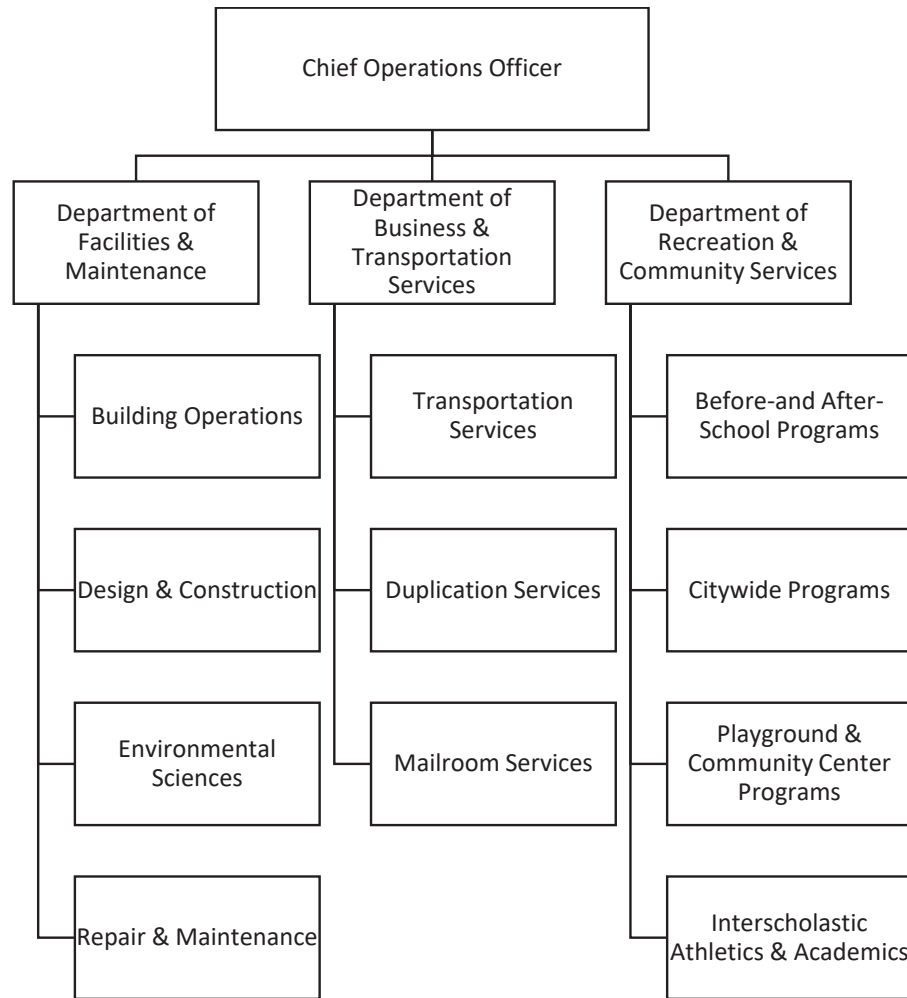 Chief Operations Officer
Department of
Facilities &
Maintenance
Department of
Business &
Transportation
Services
Department of
Recreation &
Community Services
Building Operations
Design & Construction
Environmental
Sciences
Repair & Maintenance
Transportation
Services
Duplication Services
Mailroom Services
Before-and After-
School Programs
Citywide Programs
Playground &
Community Center
Programs
Interscholastic
Athletics & Academics